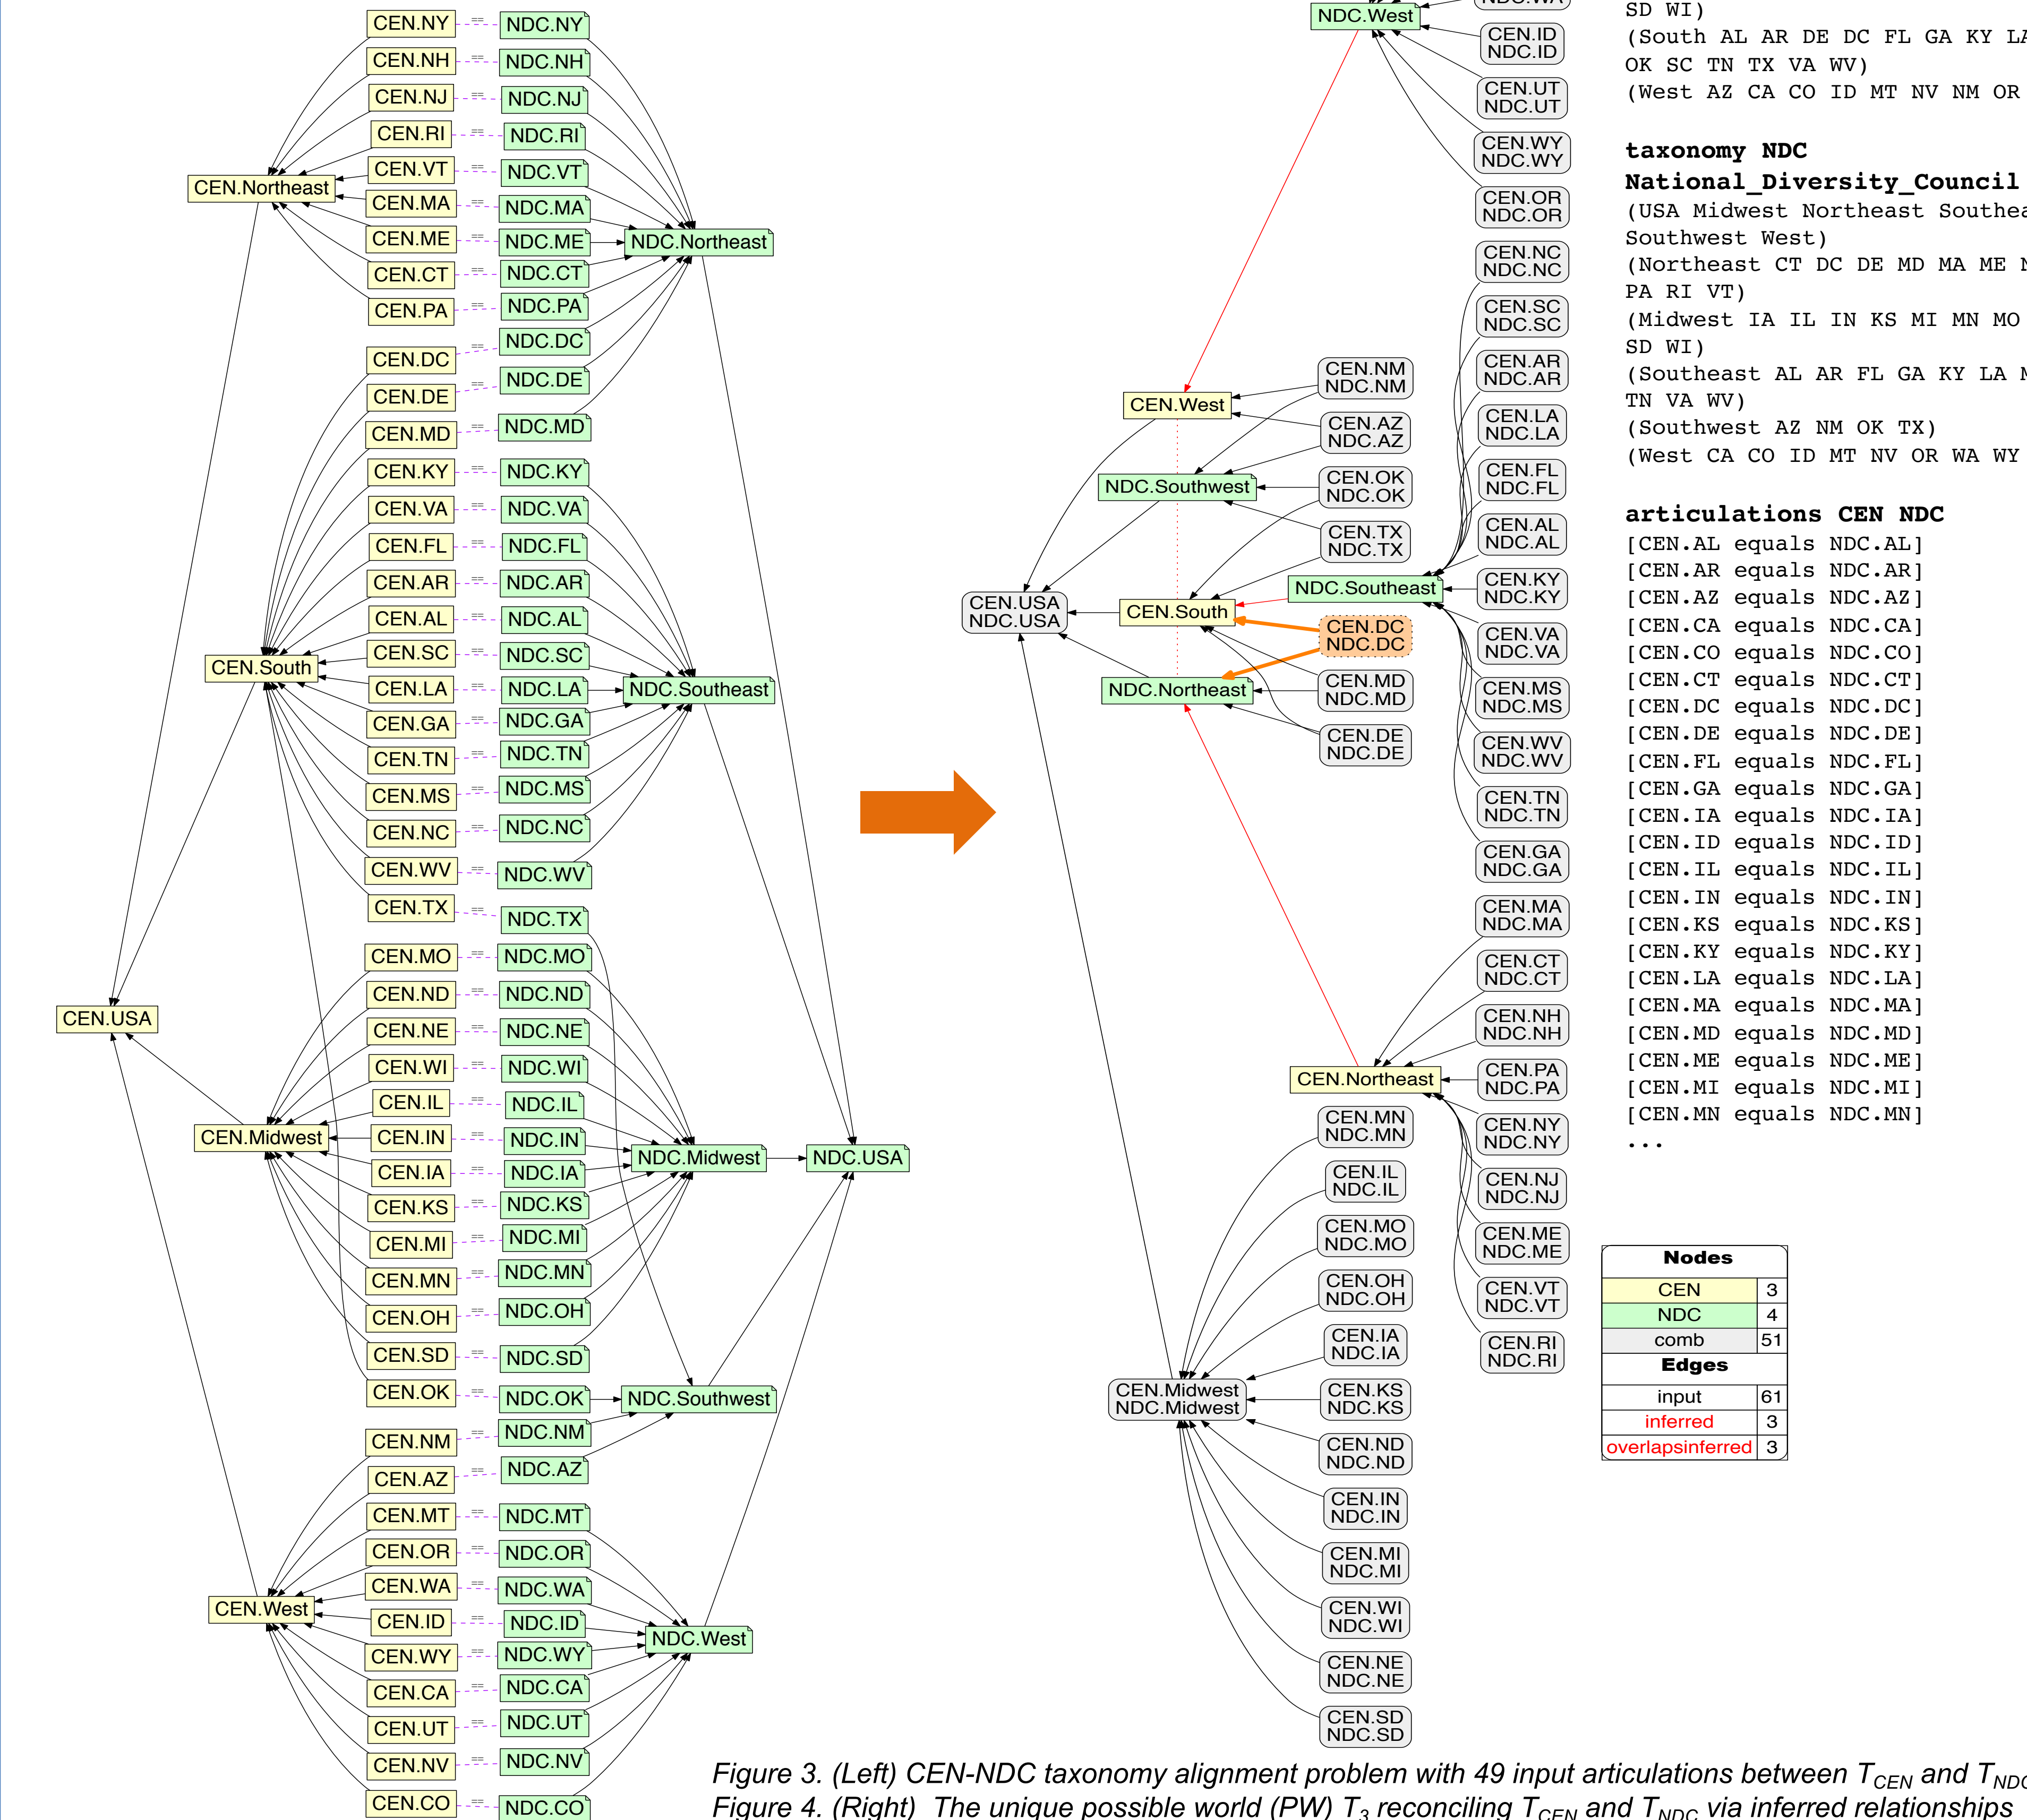 CEN.NY == NDC.NY
CEN.NH == NDC.NH
CEN.NJ == NDC.NJ
CEN.RI == NDC.RI
CEN.VT == NDC.VT
CEN.Northeast
CEN.MA == NDC.MA
CEN.ME == NDC.ME
NDC.Northeast
CEN.CT == NDC.CT
CEN.PA == NDC.PA
CEN.DC == NDC.DC
CEN.DE == NDC.DE
CEN.MD == NDC.MD
CEN.KY == NDC.KY
CEN.VA == NDC.VA
CEN.FL == NDC.FL
CEN.AR == NDC.AR
CEN.AL == NDC.AL
CEN.SC == NDC.SC
CEN.South
CEN.LA == NDC.LA
NDC.Southeast
CEN.GA == NDC.GA
CEN.TN == NDC.TN
CEN.MS == NDC.MS
CEN.NC == NDC.NC
CEN.WV == NDC.WV
CEN.TX == NDC.TX
CEN.MO == NDC.MO
CEN.ND == NDC.ND
CEN.USA
CEN.NE == NDC.NE
CEN.WI == NDC.WI
CEN.IL == NDC.IL
CEN.Midwest
CEN.IN == NDC.IN
NDC.Midwest
NDC.USA
CEN.IA == NDC.IA
CEN.KS == NDC.KS
CEN.MI == NDC.MI
CEN.MN == NDC.MN
CEN.OH == NDC.OH
CEN.SD == NDC.SD
CEN.OK == NDC.OK
NDC.Southwest
CEN.NM == NDC.NM
CEN.AZ == NDC.AZ
CEN.MT == NDC.MT
CEN.OR == NDC.OR
CEN.WA == NDC.WA
CEN.West
CEN.ID == NDC.ID
NDC.West
CEN.WY == NDC.WY
CEN.CA == NDC.CA
CEN.UT == NDC.UT
CEN.NV == NDC.NV
CEN.CO == NDC.CO
NDC.WA
NDC.West
CEN.ID
NDC.ID
CEN.UT
NDC.UT
CEN.WY
NDC.WY
CEN.OR
NDC.OR
CEN.NC
NDC.NC
CEN.SC
NDC.SC
CEN.AR
NDC.AR
CEN.LA
NDC.LA
CEN.FL
NDC.FL
CEN.AL
NDC.AL
CEN.KY
NDC.KY
CEN.VA
NDC.VA
CEN.MS
NDC.MS
CEN.WV
NDC.WV
CEN.TN
NDC.TN
CEN.GA
NDC.GA
CEN.MA
NDC.MA
CEN.CT
NDC.CT
CEN.NH
NDC.NH
CEN.PA
NDC.PA
CEN.NY
NDC.NY
CEN.NJ
NDC.NJ
CEN.ME
NDC.ME
CEN.VT
NDC.VT
CEN.RI
NDC.RI
CEN.NM
NDC.NM
CEN.West
CEN.AZ
NDC.AZ
NDC.Southwest
CEN.OK
NDC.OK
CEN.TX
NDC.TX
NDC.Southeast
CEN.USA
NDC.USA
CEN.South
CEN.DC
NDC.DC
NDC.Northeast
CEN.MD
NDC.MD
CEN.DE
NDC.DE
CEN.Northeast
CEN.MN
NDC.MN
CEN.IL
NDC.IL
CEN.MO
NDC.MO
CEN.OH
NDC.OH
CEN.IA
NDC.IA
CEN.Midwest
NDC.Midwest
CEN.KS
NDC.KS
CEN.ND
NDC.ND
CEN.IN
NDC.IN
CEN.MI
NDC.MI
CEN.WI
NDC.WI
CEN.NE
NDC.NE
CEN.SD
NDC.SD
SD WI)
(South AL AR DE DC FL GA KY
OK SC TN TX VA WV)
(West AZ CA CO ID MT NV NM OR
taxonomy NDC
National_Diversity_Council
(USA Midwest Northeast
Southwest West)
(Northeast CT DC DE MD MA ME
PA RI VT)
(Midwest IA IL IN KS MI MN MO
SD WI)
(Southeast AL AR FL GA KY LA
TN VA WV)
(Southwest AZ NM OK TX)
(West CA CO ID MT NV OR WA WY
articulations CEN NDC
[CEN.AL equals NDC.AL]
[CEN.AR equals NDC.AR]
[CEN.AZ equals NDC.AZ]
[CEN.CA equals NDC.CA]
[CEN.CO equals NDC.CO]
[CEN.CT equals NDC.CT]
[CEN.DC equals NDC.DC]
[CEN.DE equals NDC.DE]
[CEN.FL equals NDC.FL]
[CEN.GA equals NDC.GA]
[CEN.IA equals NDC.IA]
[CEN.ID equals NDC.ID]
[CEN.IL equals NDC.IL]
[CEN.IN equals NDC.IN]
[CEN.KS equals NDC.KS]
[CEN.KY equals NDC.KY]
[CEN.LA equals NDC.LA]
[CEN.MA equals NDC.MA]
[CEN.MD equals NDC.MD]
[CEN.ME equals NDC.ME]
[CEN.MI equals NDC.MI]
[CEN.MN equals NDC.MN]
...
Nodes
CEN 3
NDC 4
comb 51
Edges
input 61
inferred 3
overlapsinferred 3
Figure 3. (Left) CEN-NDC taxonomy alignment problem with 49 input articulations between T_CEN and T_NDC
Figure 4. (Right) The unique possible world (PW) T_3 reconciling T_CEN and T_NDC via inferred relationships